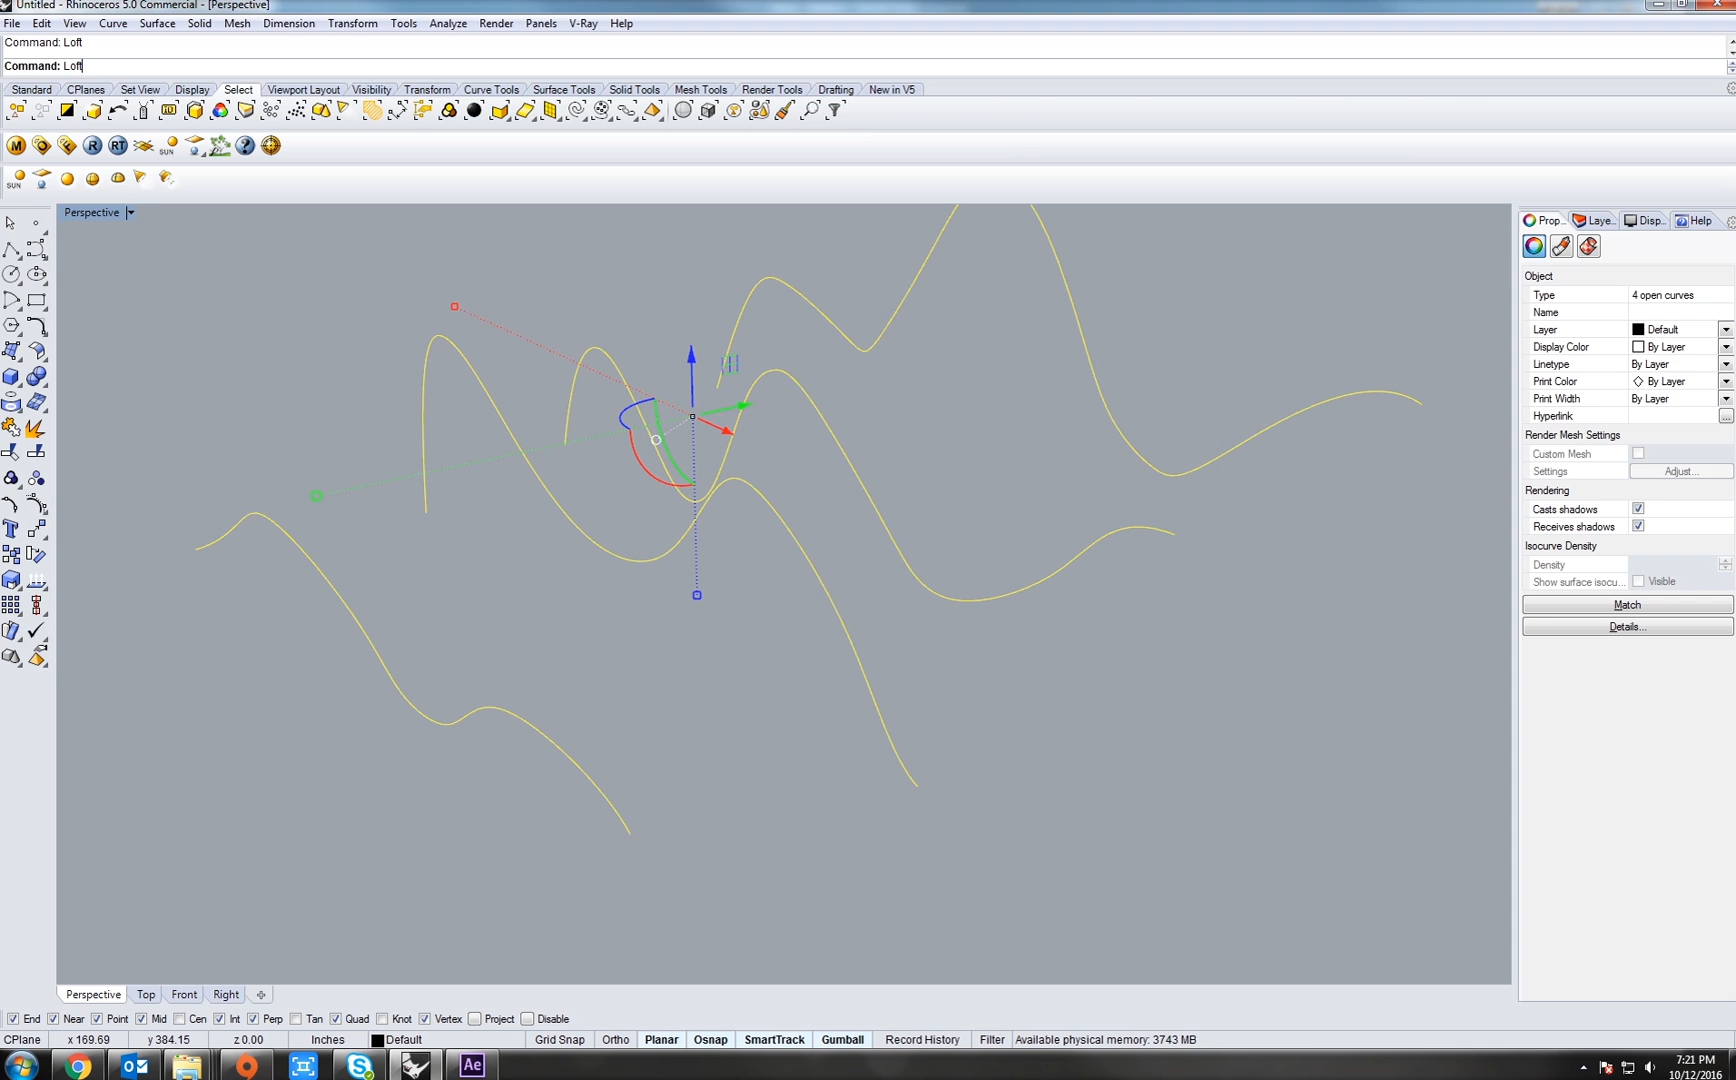 Untitled - Rhinoceros 5.0 Commercial - [Perspective]
File Edit View Curve Surface Solid Mesh Dimension Transform Tools Analyze Render Panels V-Ray Help
Command: Loft
Command: Loft
Standard CPlanes Set View Display Select Viewport Layout Visibility Transform Curve Tools Surface Tools Solid Tools Mesh Tools Render Tools Drafting New in V5
M R RT SUN ?
SUN
Perspective
Prop... Laye... Disp... Help
Object
Type 4 open curves
Name
Layer Default
Display Color By Layer
Linetype By Layer
Print Color By Layer
Print Width By Layer
Hyperlink ...
Render Mesh Settings
Custom Mesh
Settings Adjust...
Rendering
Casts shadows
Receives shadows
Isocurve Density
Density
Show surface isocu... Visible
Match
Details...
Perspective Top Front Right
End Near Point Mid Cen Int Perp Tan Quad Knot Vertex Project Disable
CPlane x 169.69 y 384.15 z 0.00 Inches Default Grid Snap Ortho Planar Osnap SmartTrack Gumball Record History Filter Available physical memory: 3743 MB
Ae
7:21 PM
10/12/2016